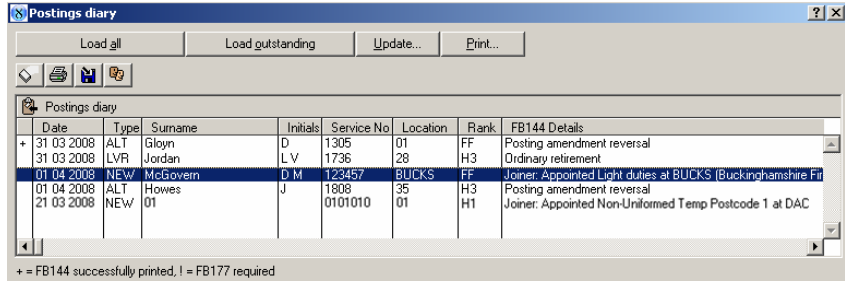 Postings diary
Load all Load outstanding Update... Print...
Postings diary
Date Type Surname Initials Service No Location Rank FB144 Details
+ 31 03 2008 ALT Gloyn D 1305 01 FF Posting amendment reversal
31 03 2008 LVR Jordan L V 1736 28 H3 Ordinary retirement
01 04 2008 NEW McGovern D M 123457 BUCKS FF Joiner: Appointed Light duties at BUCKS (Buckinghamshire Fir
01 04 2008 ALT Howes J 1808 35 H3 Posting amendment reversal
21 03 2008 NEW 01 0101010 01 H1 Joiner: Appointed Non-Uniformed Temp Postcode 1 at DAC
+ = FB144 successfully printed, ! = FB177 required